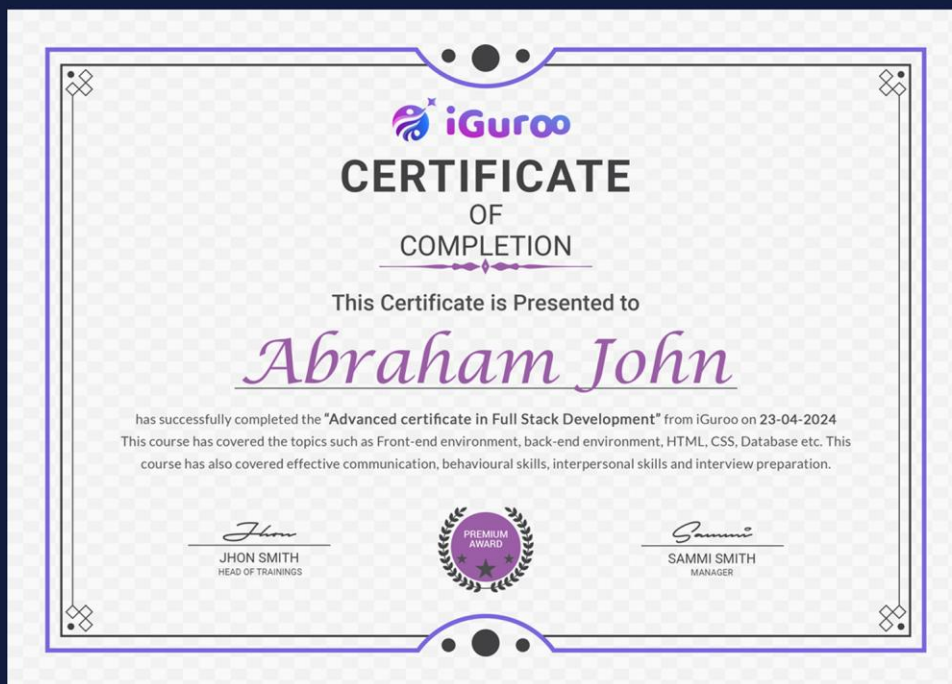 iGuroo
CERTIFICATE
OF
COMPLETION
This Certificate is Presented to
Abraham John
has successfully completed the "Advanced certificate in Full Stack Development" from iGuroo on 23-04-2024
This course has covered the topics such as Front-end environment, back-end environment, HTML, CSS, Database etc. This
course has also covered effective communication, behavioural skills, interpersonal skills and interview preparation.
Jhon
JHON SMITH
HEAD OF TRAININGS
PREMIUM
AWARD
Sammi
SAMMI SMITH
MANAGER